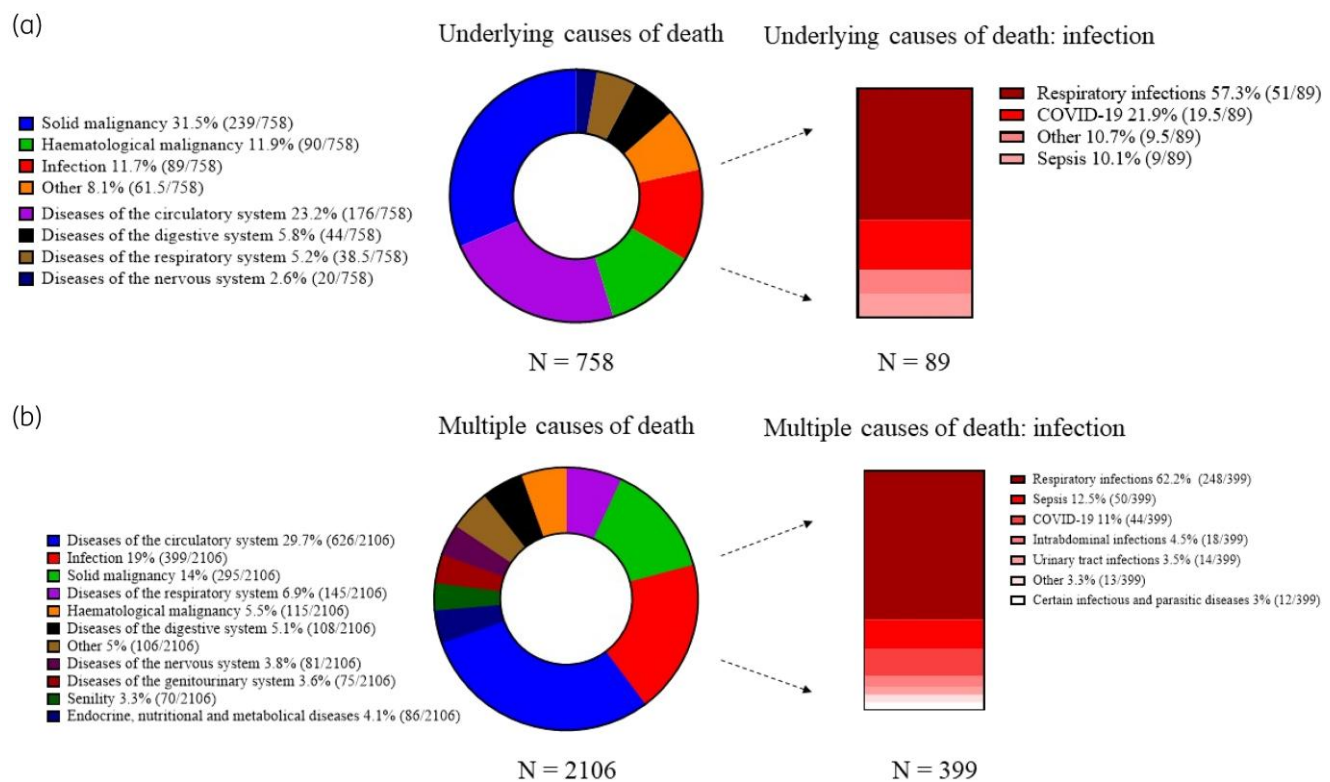 (a)
Underlying causes of death
Solid malignancy 31.5% (239/758)
Haematological malignancy 11.9% (90/758)
Infection 11.7% (89/758)
Other 8.1% (61.5/758)
Diseases of the circulatory system 23.2% (176/758)
Diseases of the digestive system 5.8% (44/758)
Diseases of the respiratory system 5.2% (38.5/758)
Diseases of the nervous system 2.6% (20/758)
N = 758
Underlying causes of death: infection
Respiratory infections 57.3% (51/89)
COVID-19 21.9% (19.5/89)
Other 10.7% (9.5/89)
Sepsis 10.1% (9/89)
N = 89
(b)
Multiple causes of death
Diseases of the circulatory system 29.7% (626/2106)
Infection 19% (399/2106)
Solid malignancy 14% (295/2106)
Diseases of the respiratory system 6.9% (145/2106)
Haematological malignancy 5.5% (115/2106)
Diseases of the digestive system 5.1% (108/2106)
Other 5% (106/2106)
Diseases of the nervous system 3.8% (81/2106)
Diseases of the genitourinary system 3.6% (75/2106)
Senility 3.3% (70/2106)
Endocrine, nutritional and metabolical diseases 4.1% (86/2106)
N = 2106
Multiple causes of death: infection
Respiratory infections 62.2% (248/399)
Sepsis 12.5% (50/399)
COVID-19 11% (44/399)
Intrabdominal infections 4.5% (18/399)
Urinary tract infections 3.5% (14/399)
Other 3.3% (13/399)
Certain infectious and parasitic diseases 3% (12/399)
N = 399